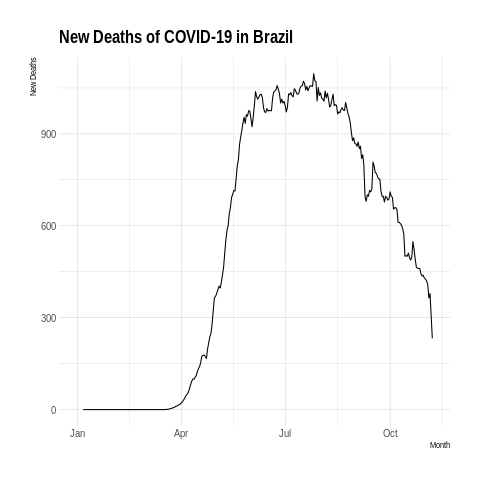 New Deaths of COVID-19 in Brazil
New Deaths
900
600
300
0
Jan Apr Jul Oct
Month